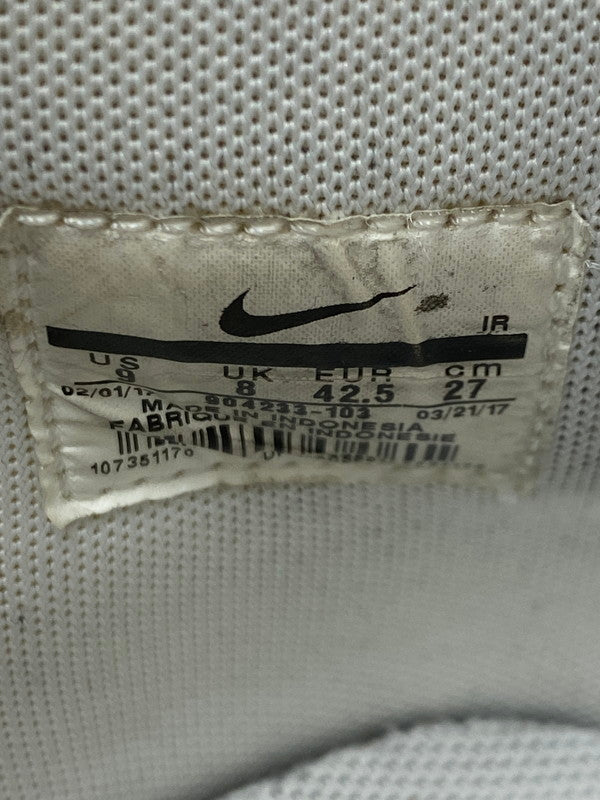 IR
US UK EUR cm
9 8 42.5 27
02/01/17 904233-103 03/21/17
MADE IN INDONESIA
FABRIQUE EN INDONESIE
107351170